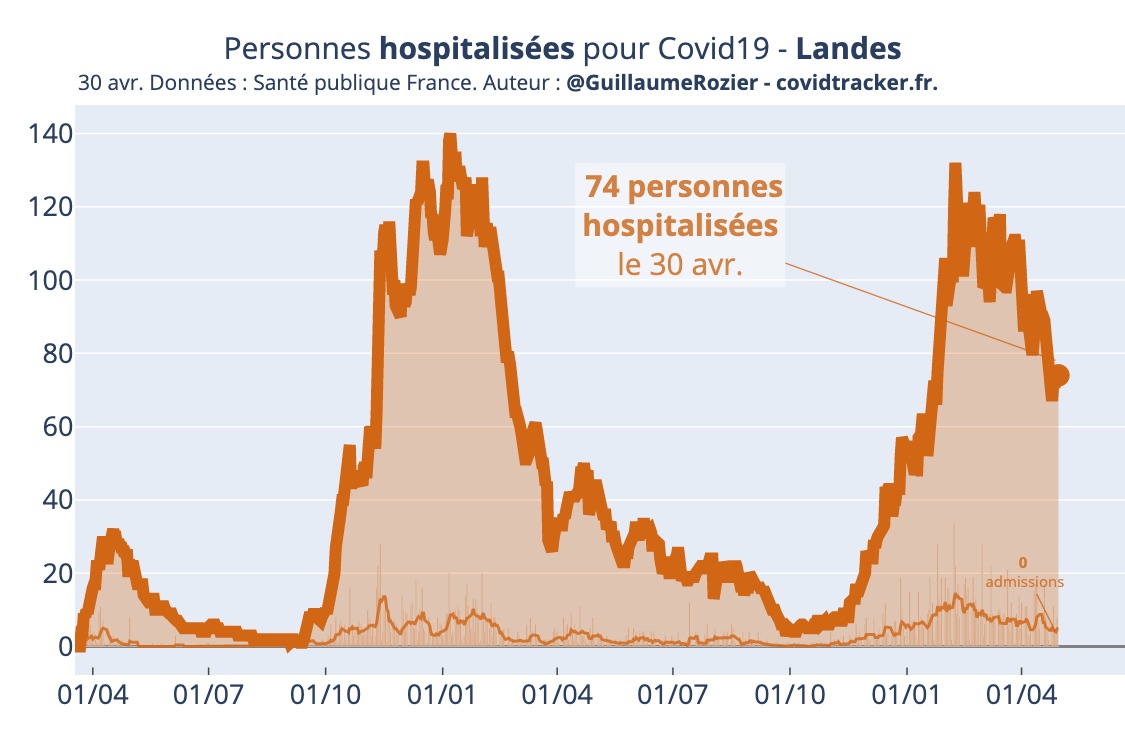 Personnes hospitalisées pour Covid19 - Landes
30 avr. Données : Santé publique France. Auteur : @GuillaumeRozier - covidtracker.fr.
140
120
100
80
60
40
20
0
74 personnes
hospitalisées
le 30 avr.
0
admissions
01/04 01/07 01/10 01/01 01/04 01/07 01/10 01/01 01/04